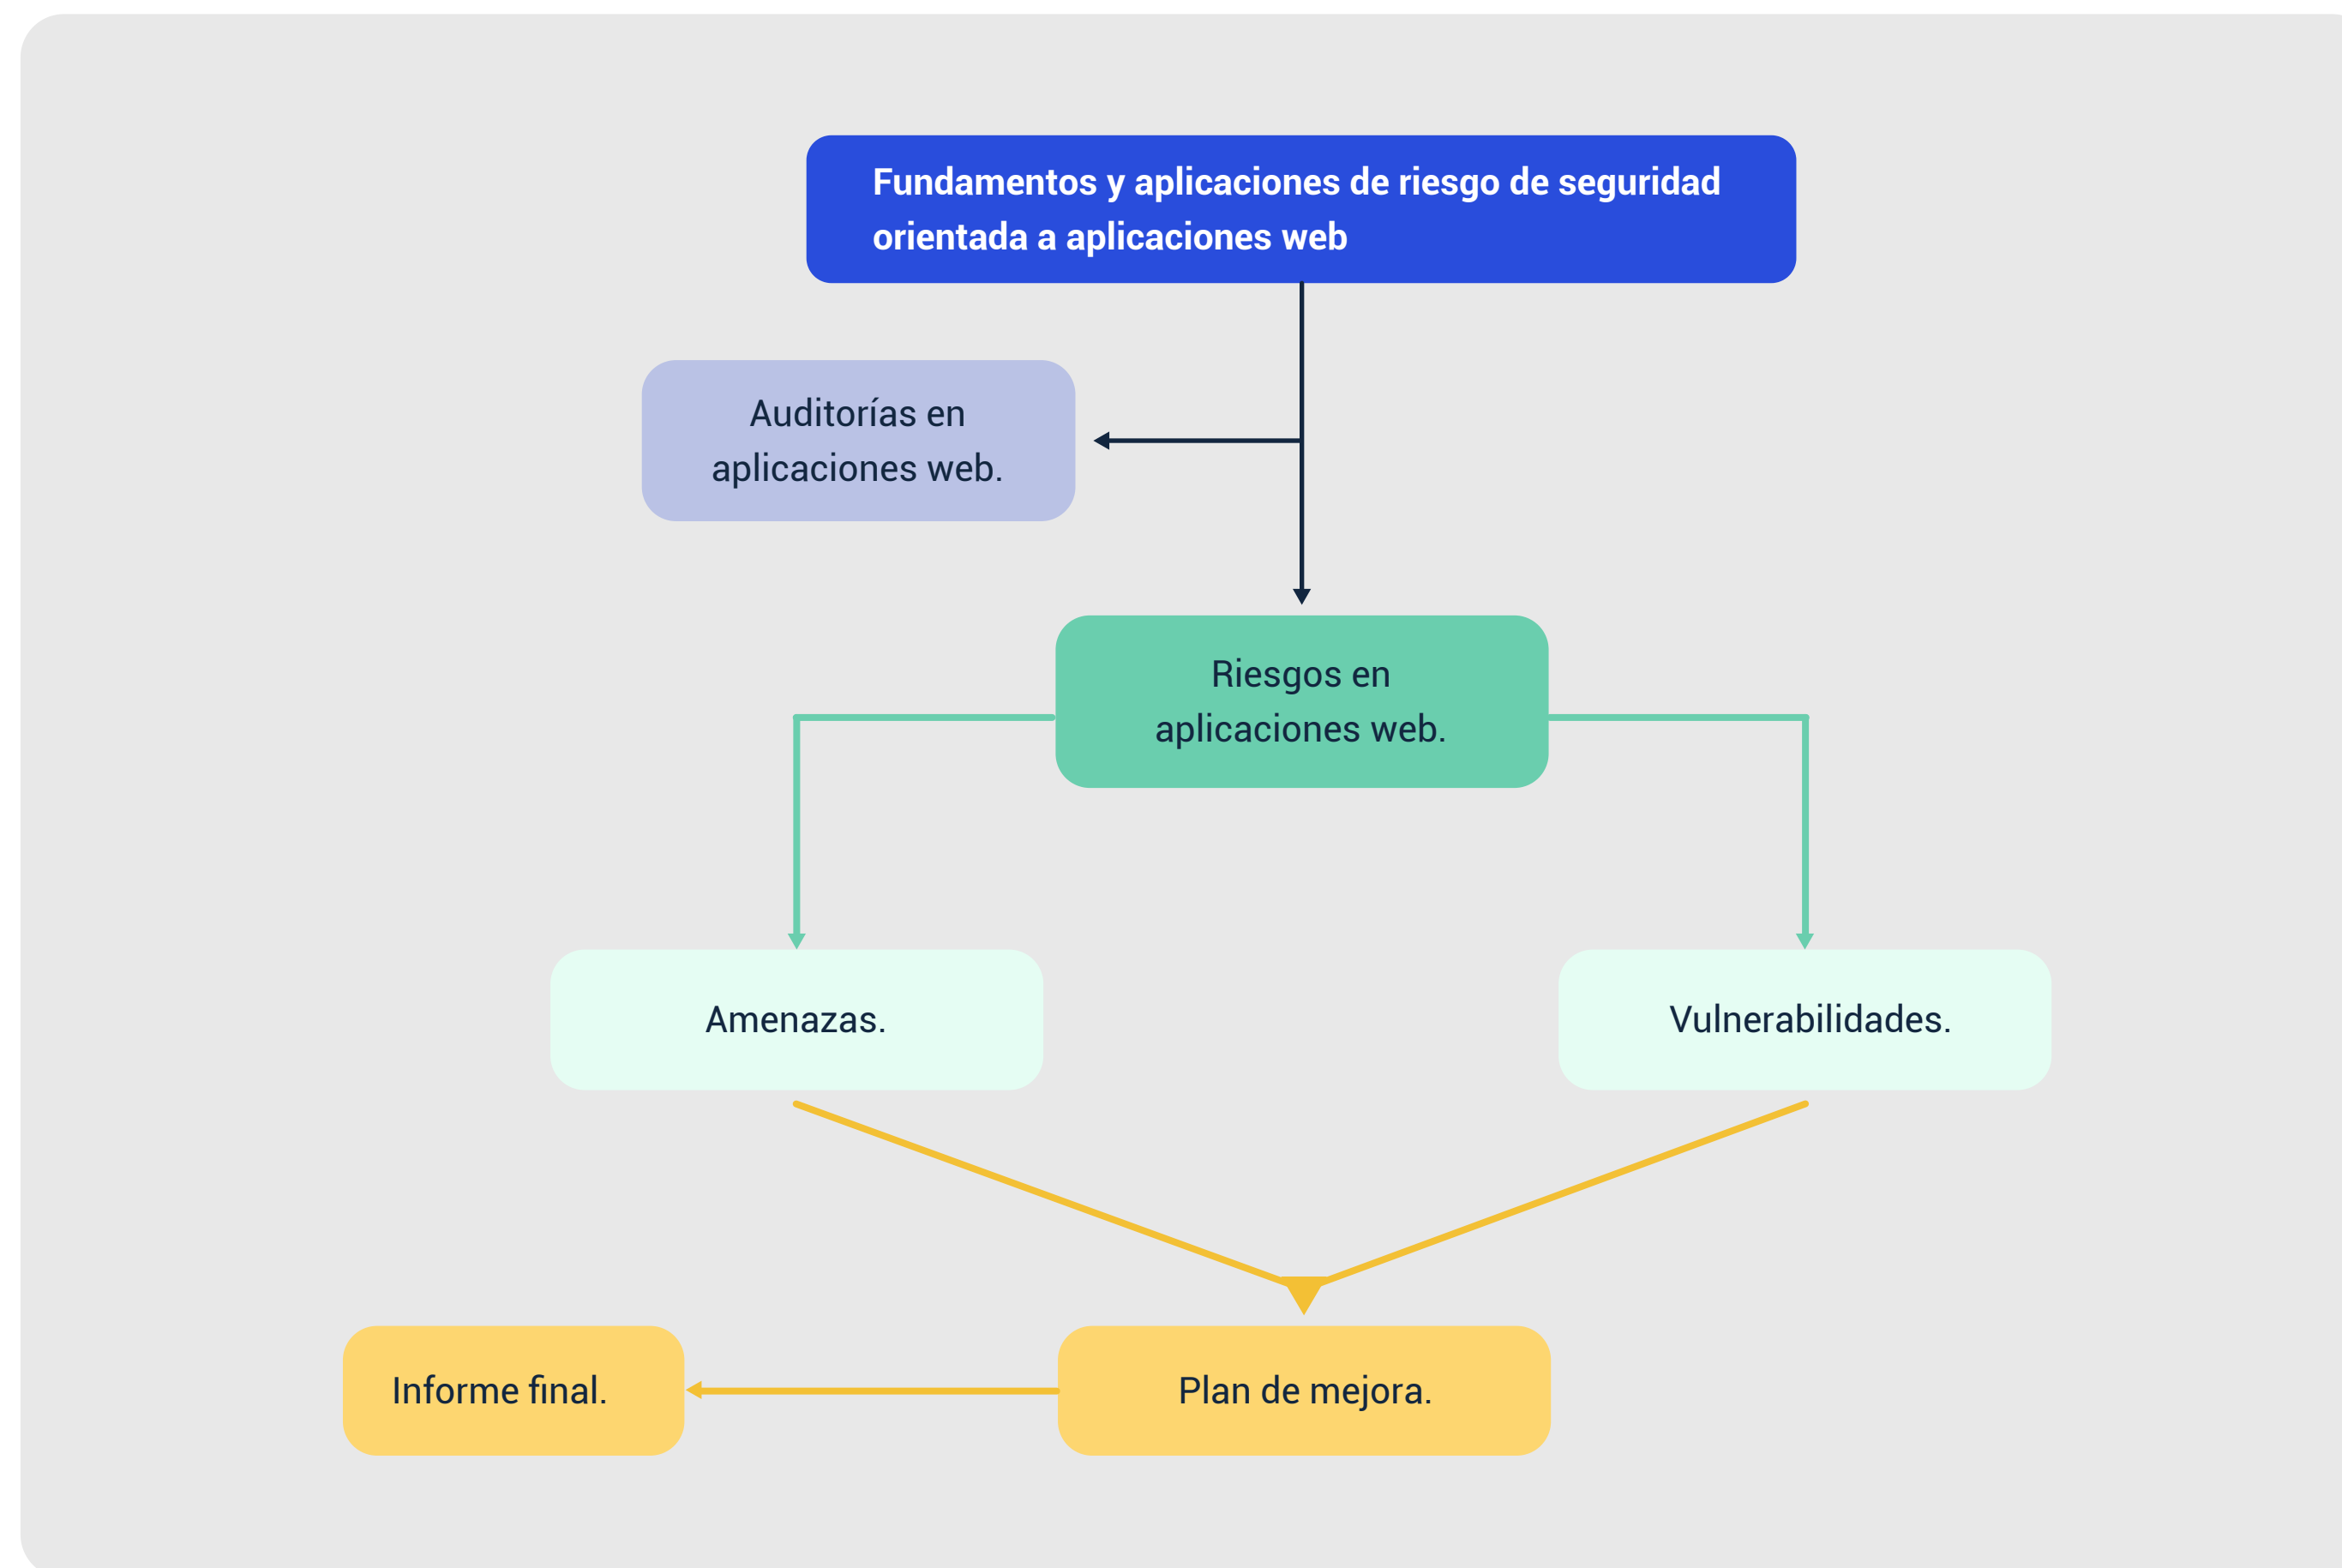 Fundamentos y aplicaciones de riesgo de seguridad
orientada a aplicaciones web
Auditorías en
aplicaciones web.
Riesgos en
aplicaciones web.
Amenazas.
Vulnerabilidades.
Informe final.
Plan de mejora.